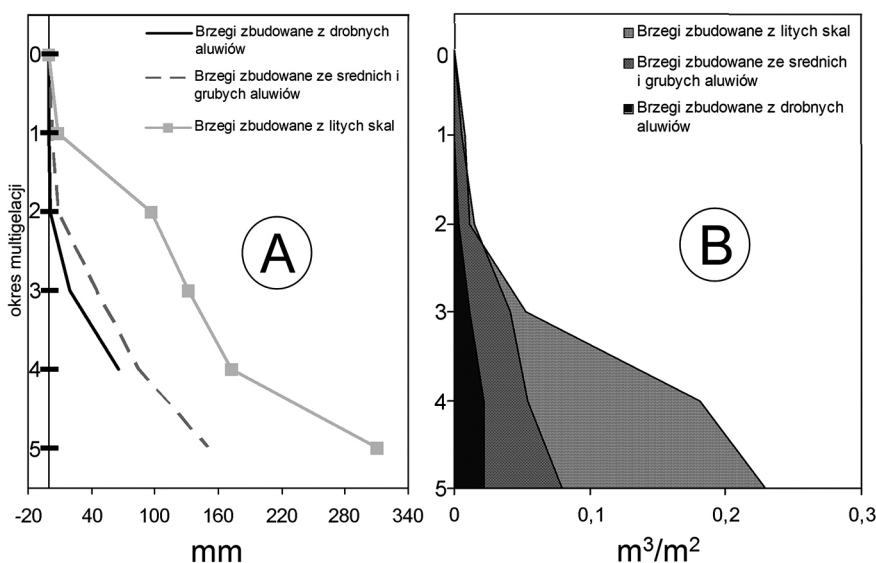 Brzegi zbudowane z drobnych
aluwiów
Brzegi zbudowane ze srednich i
grubych aluwiów
Brzegi zbudowane z litych skal
okres multigelacji
0
1
2
3
4
5
A
-20 40 100 160 220 280 340
mm
Brzegi zbudowane z litych skal
Brzegi zbudowane ze srednich
i grubych aluwiów
Brzegi zbudowane z drobnych
aluwiów
0
1
2
3
4
5
B
0 0,1 0,2 0,3
m³/m²